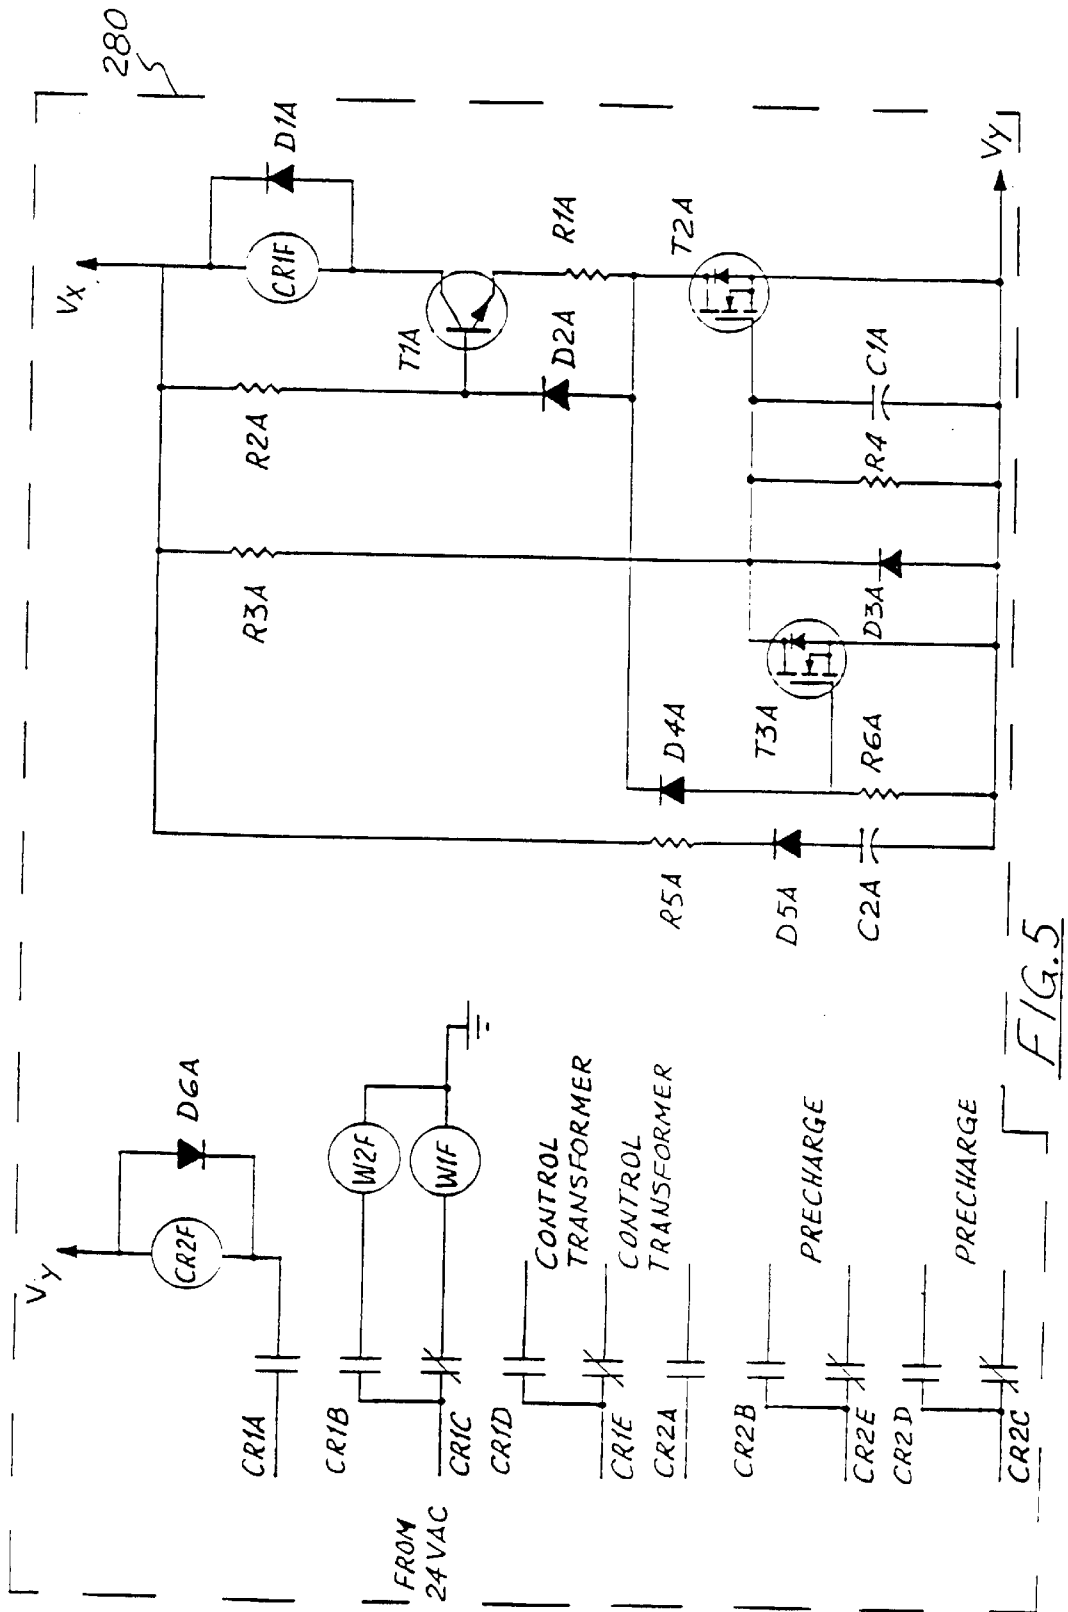 280
Vx
CR1F
D1A
R2A
T1A
D2A
R1A
R3A
T2A
D4A
T3A
R5A
D5A
C2A
R6A
D3A
R4
C1A
Vy
Vy
CR2F
D6A
CR1A
CR1B
W2F
W1F
CR1C
FROM
24VAC
CR1D
CONTROL
TRANSFORMER
CR1E
CONTROL
TRANSFORMER
CR2A
CR2B
PRECHARGE
CR2E
CR2D
PRECHARGE
CR2C
FIG.5